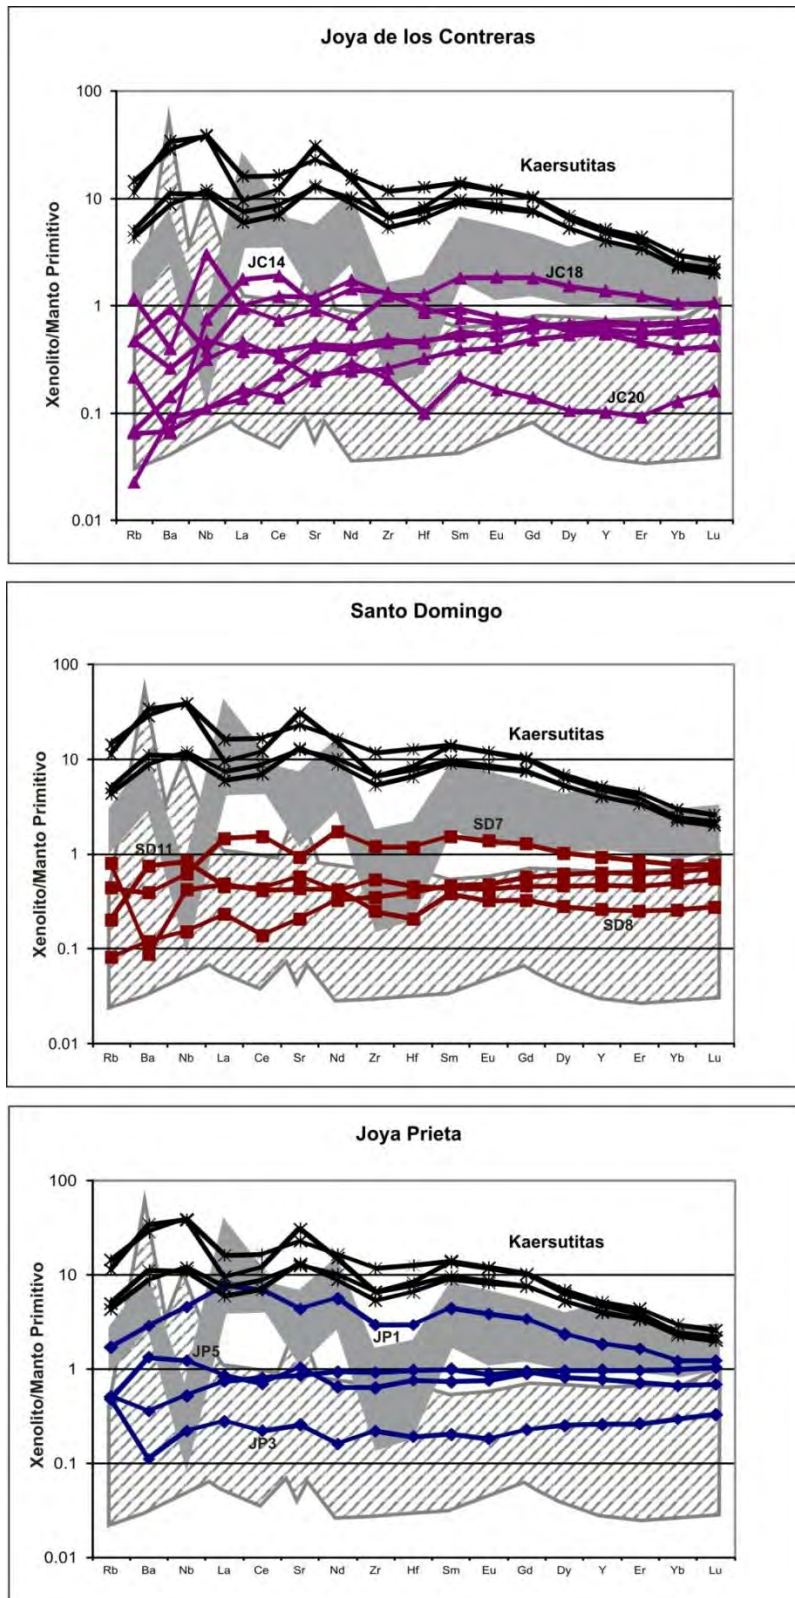 Joya de los Contreras
Xenolito/Manto Primitivo
100
10
1
0.1
0.01
Kaersutitas
JC14
JC18
JC20
Rb Ba Nb La Ce Sr Nd Zr Hf Sm Eu Gd Dy Y Er Yb Lu
Santo Domingo
Xenolito/Manto Primitivo
100
10
1
0.1
0.01
Kaersutitas
SD11
SD7
SD8
Rb Ba Nb La Ce Sr Nd Zr Hf Sm Eu Gd Dy Y Er Yb Lu
Joya Prieta
Xenolito/Manto Primitivo
100
10
1
0.1
0.01
Kaersutitas
JP1
JP5
JP3
Rb Ba Nb La Ce Sr Nd Zr Hf Sm Eu Gd Dy Y Er Yb Lu